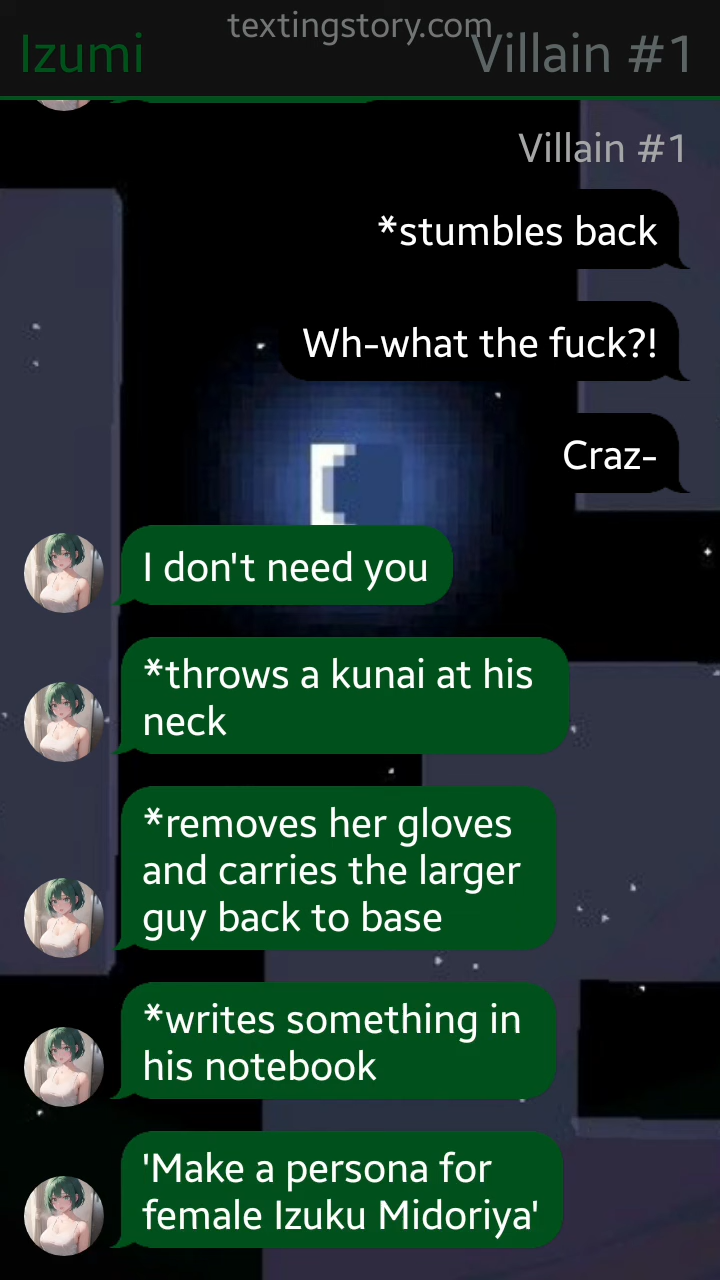 textingstory.com
Izumi
Villain #1
Villain #1
*stumbles back
Wh-what the fuck?!
Craz-
I don't need you
*throws a kunai at his
neck
*removes her gloves
and carries the larger
guy back to base
*writes something in
his notebook
'Make a persona for
female Izuku Midoriya'